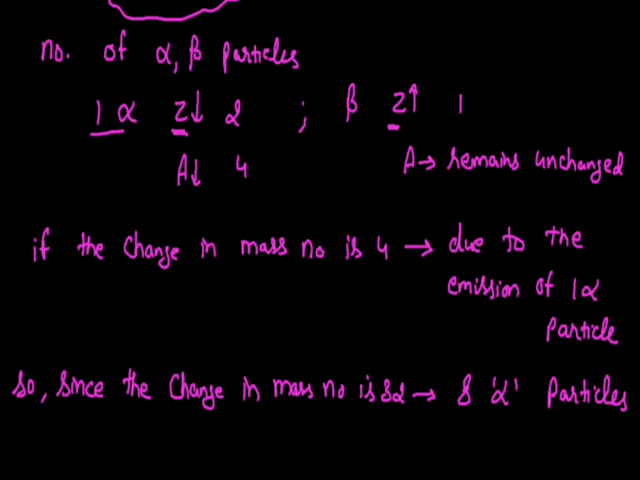 no. of α, β particles
1 α Z↓ 2 ; β Z↑ 1
A↓ 4 A→ remains unchanged
if the change in mass no is 4 → due to the
emission of 1α
particle
so, since the change in mass no is 32 → 8 'α' particles